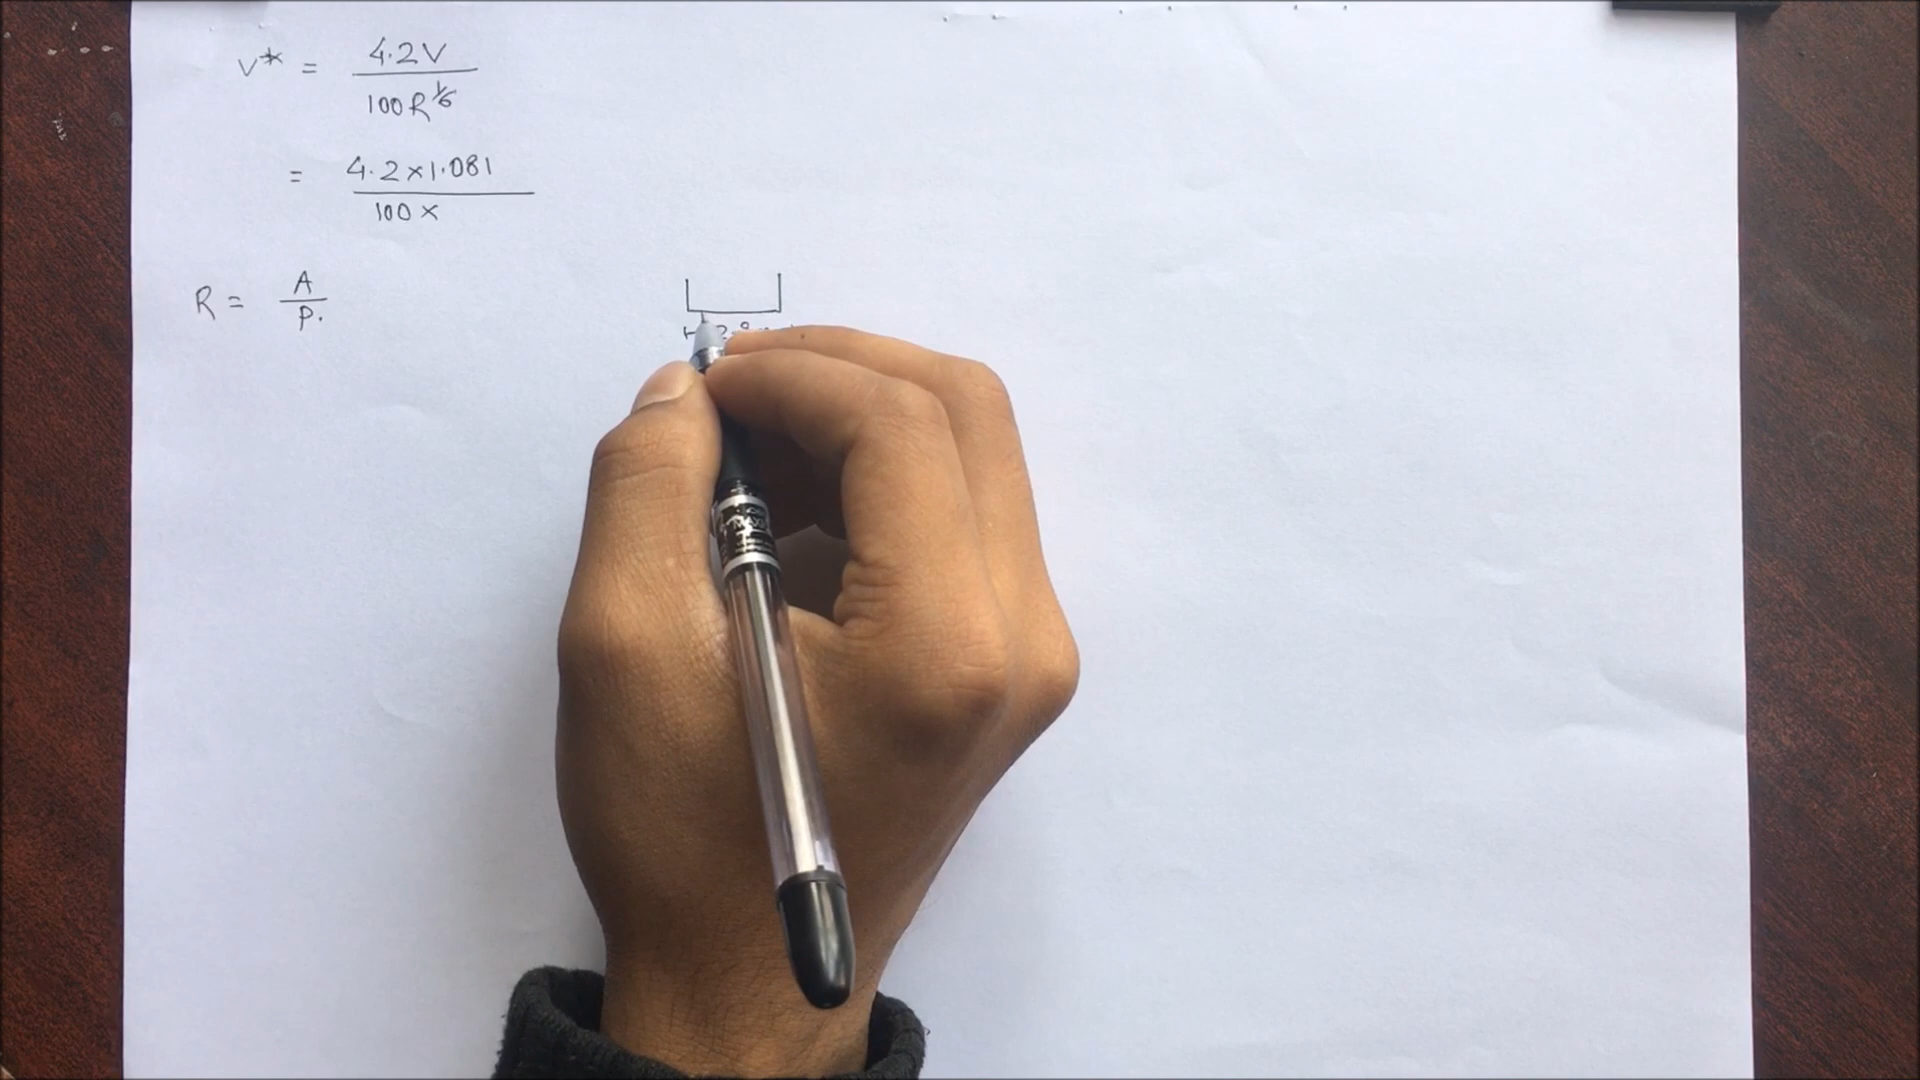 V* = 4.2V / 100R^1/6
= 4.2×1.081 / 100×
R = A / P.